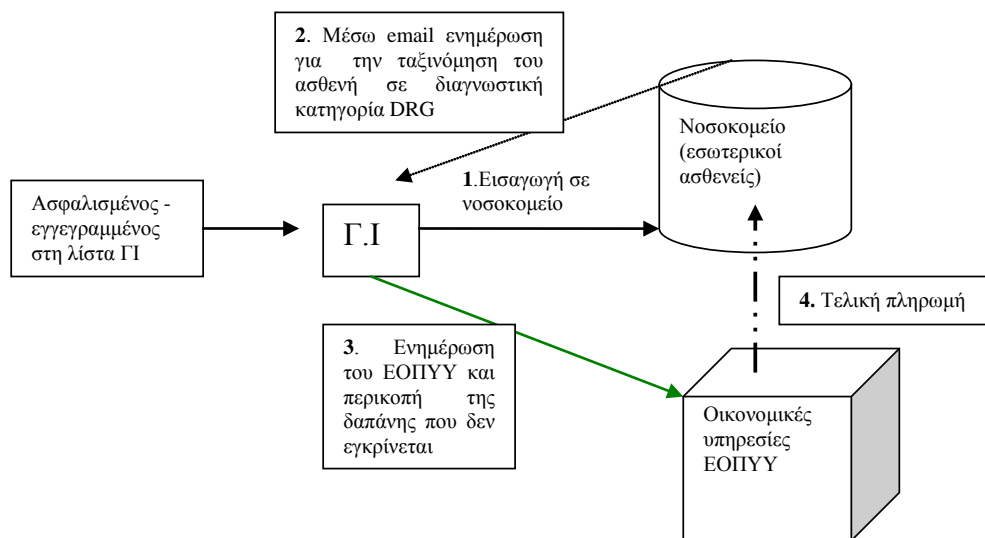 2. Μέσω email ενημέρωση
για την ταξινόμηση του
ασθενή σε διαγνωστική
κατηγορία DRG
Νοσοκομείο
(εσωτερικοί
ασθενείς)
1.Εισαγωγή σε
νοσοκομείο
Ασφαλισμένος -
εγγεγραμμένος
στη λίστα ΓΙ
Γ.Ι
4. Τελική πληρωμή
3. Ενημέρωση
του ΕΟΠΥΥ και
περικοπή της
δαπάνης που δεν
εγκρίνεται
Οικονομικές
υπηρεσίες
ΕΟΠΥΥ